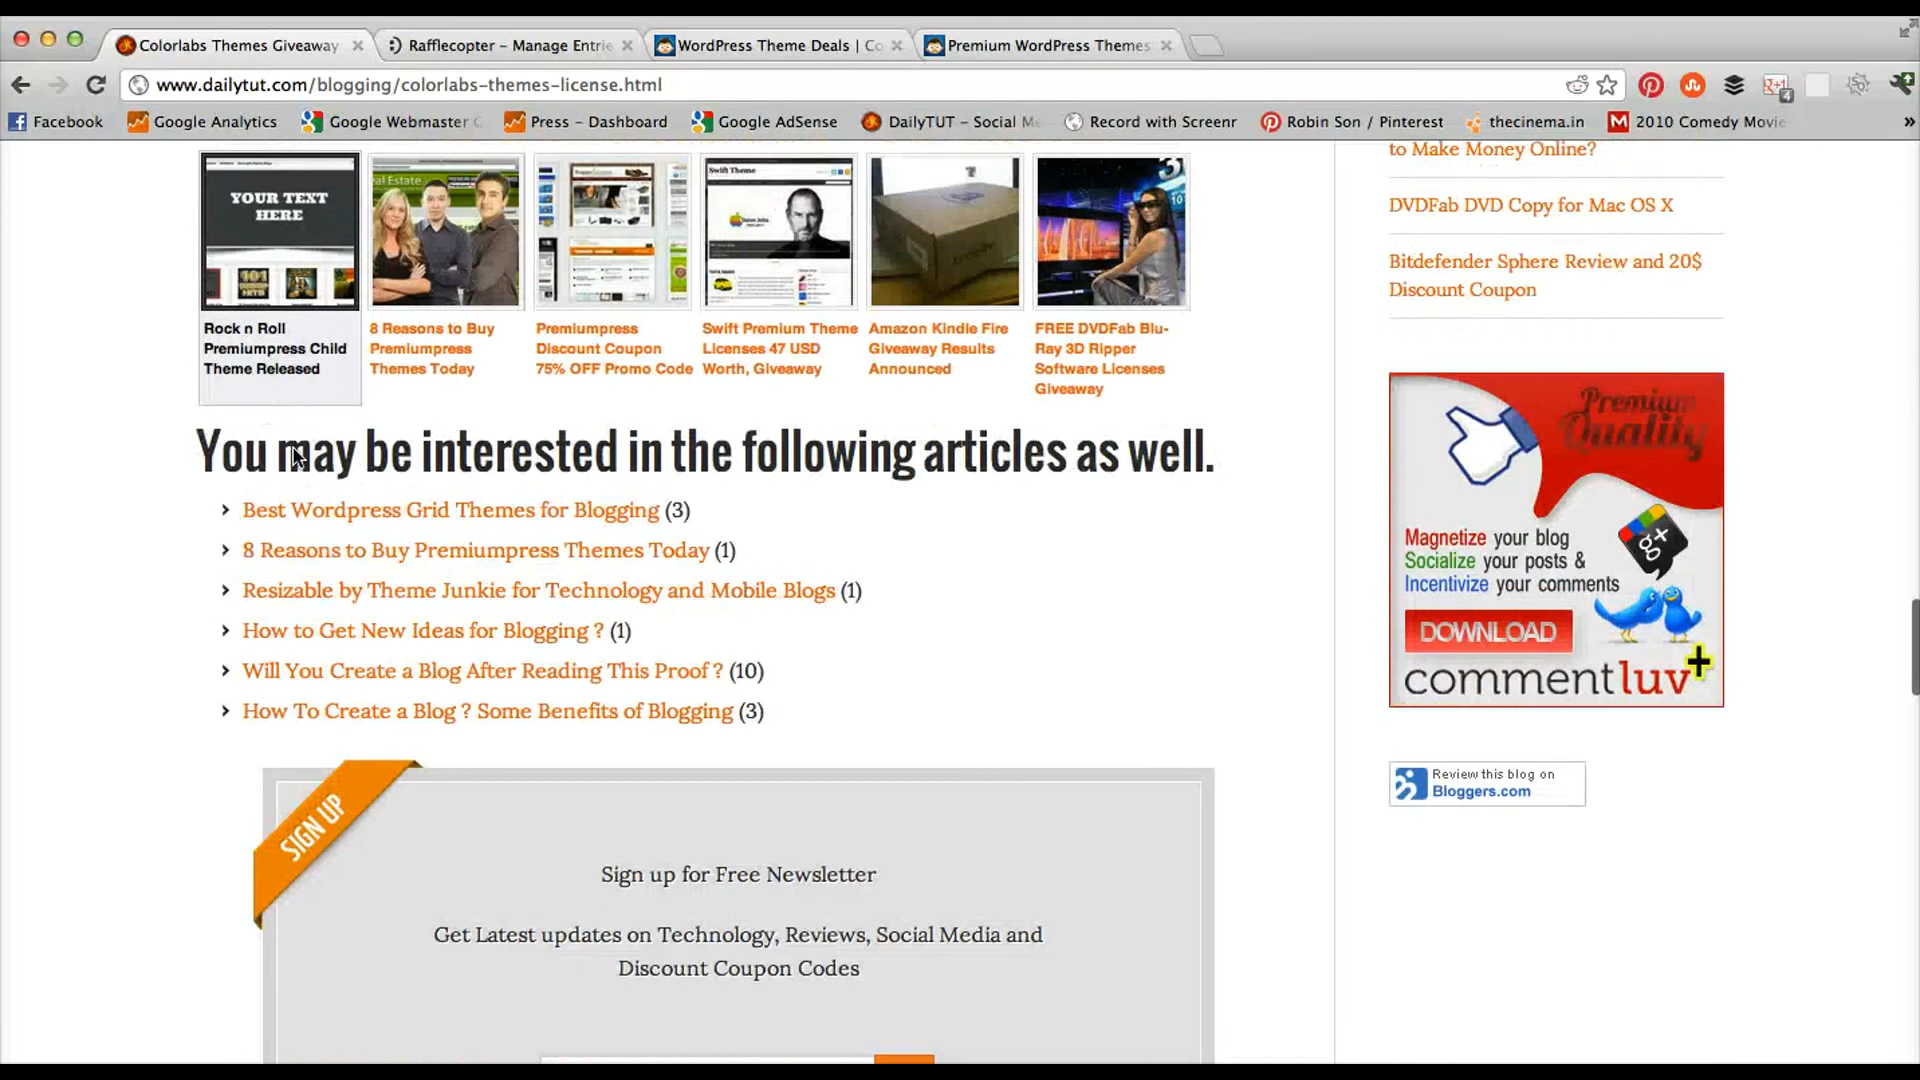 Colorlabs Themes Giveaway
Rafflecopter – Manage Entrie
WordPress Theme Deals | Co
Premium WordPress Themes
www.dailytut.com/blogging/colorlabs-themes-license.html
Facebook
Google Analytics
Google Webmaster C
Press – Dashboard
Google AdSense
DailyTUT – Social Me
Record with Screenr
Robin Son / Pinterest
thecinema.in
2010 Comedy Movie
»
YOUR TEXT
HERE
Real Estate
Swift Theme
Rock n Roll
Premiumpress Child
Theme Released
8 Reasons to Buy
Premiumpress
Themes Today
Premiumpress
Discount Coupon
75% OFF Promo Code
Swift Premium Theme
Licenses 47 USD
Worth, Giveaway
Amazon Kindle Fire
Giveaway Results
Announced
FREE DVDFab Blu-
Ray 3D Ripper
Software Licenses
Giveaway
You may be interested in the following articles as well.
Best Wordpress Grid Themes for Blogging (3)
8 Reasons to Buy Premiumpress Themes Today (1)
Resizable by Theme Junkie for Technology and Mobile Blogs (1)
How to Get New Ideas for Blogging ? (1)
Will You Create a Blog After Reading This Proof ? (10)
How To Create a Blog ? Some Benefits of Blogging (3)
SIGN UP
Sign up for Free Newsletter
Get Latest updates on Technology, Reviews, Social Media and
Discount Coupon Codes
to Make Money Online?
DVDFab DVD Copy for Mac OS X
Bitdefender Sphere Review and 20$
Discount Coupon
Premium
Quality
Magnetize your blog
Socialize your posts &
Incentivize your comments
g+
DOWNLOAD
commentluv+
Review this blog on
Bloggers.com